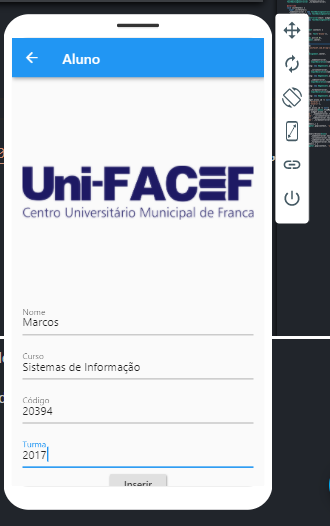 Aluno
Uni-FACEF
Centro Universitário Municipal de Franca
Nome
Marcos
Curso
Sistemas de Informação
Código
20394
Turma
2017
Inserir